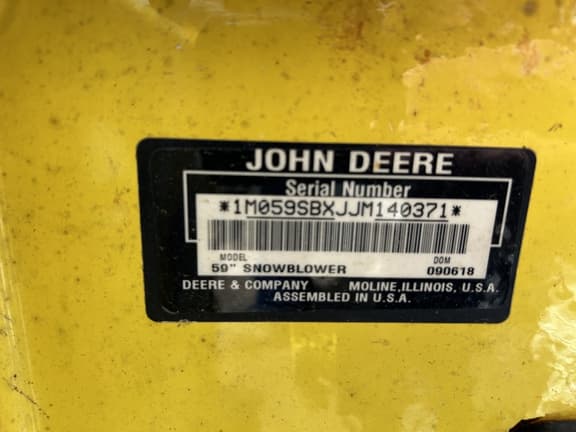 JOHN DEERE
Serial Number
*1M059SBXJJM140371*
MODEL DOM
59" SNOWBLOWER 090618
DEERE & COMPANY MOLINE, ILLINOIS, U.S.A.
ASSEMBLED IN U.S.A.